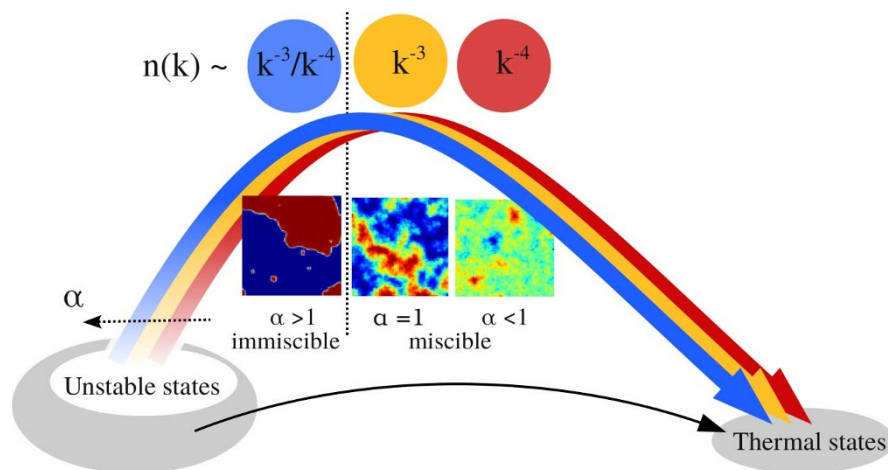 n(k) ~ k⁻³/k⁻⁴ k⁻³ k⁻⁴
α
α >1 α =1 α <1
immiscible miscible
Unstable states
Thermal states